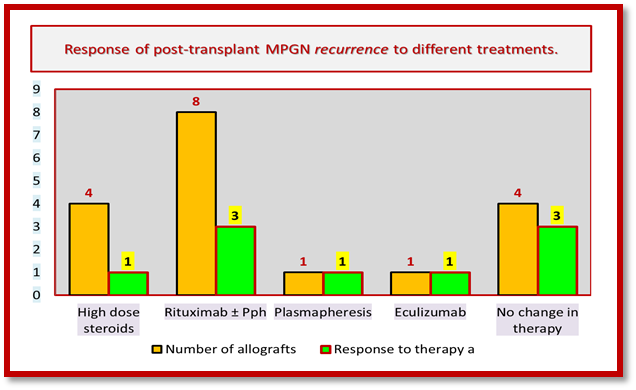 Response of post-transplant MPGN recurrence to different treatments.
9
8
7
6
5
4
3
2
1
0
4
1
8
3
1
1
1
1
4
3
High dose
steroids
Rituximab ± Pph
Plasmapheresis
Eculizumab
No change in
therapy
Number of allografts
Response to therapy a